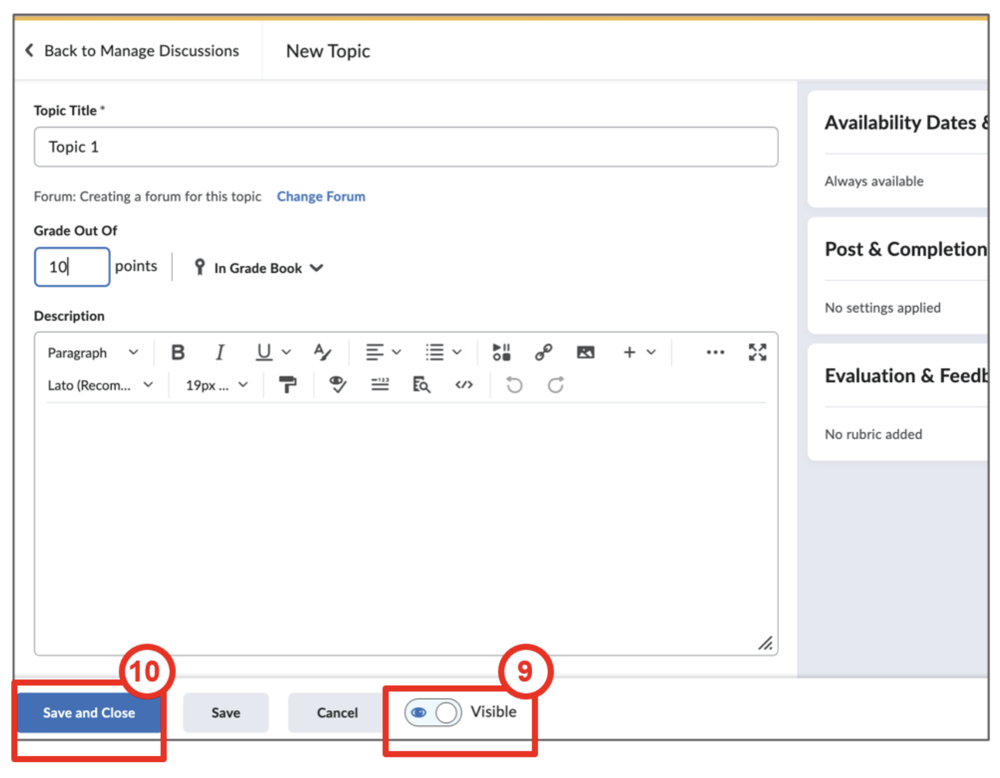 Back to Manage Discussions
New Topic
Topic Title *
Topic 1
Forum: Creating a forum for this topic Change Forum
Grade Out Of
10 points In Grade Book
Description
Paragraph B I U A
Lato (Recom... 19px ...
Availability Dates &
Always available
Post & Completion
No settings applied
Evaluation & Feedb
No rubric added
10
9
Save and Close Save Cancel Visible